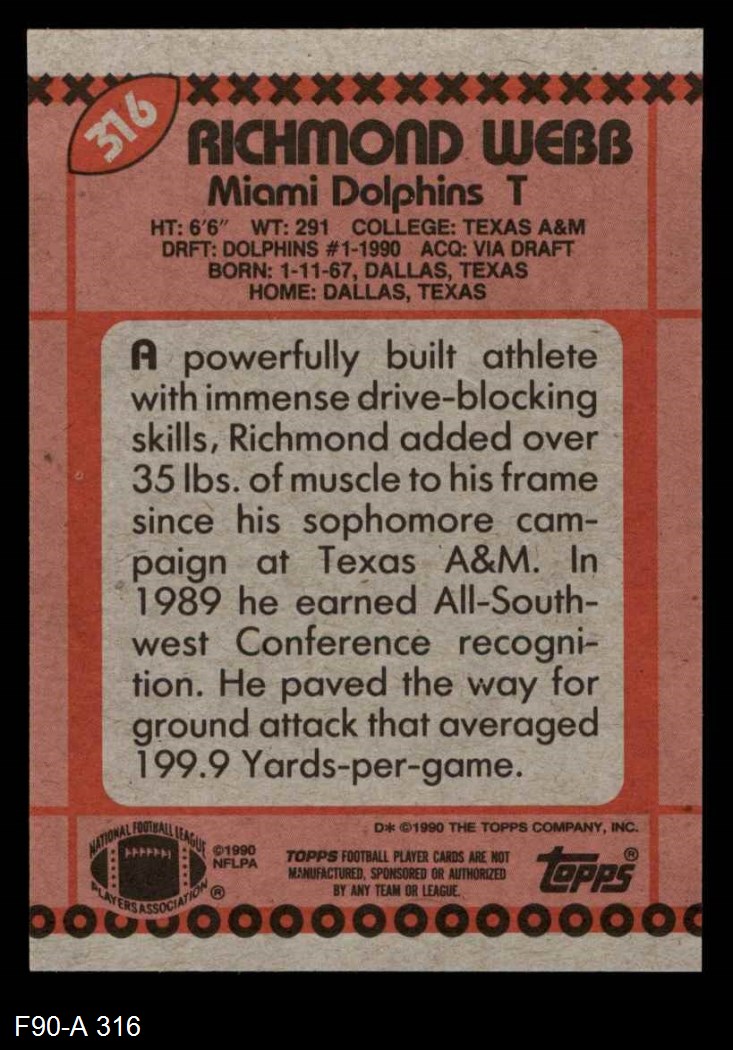 316
RICHMOND WEBB
Miami Dolphins T
HT: 6'6" WT: 291 COLLEGE: TEXAS A&M
DRFT: DOLPHINS #1-1990 ACQ: VIA DRAFT
BORN: 1-11-67, DALLAS, TEXAS
HOME: DALLAS, TEXAS
A powerfully built athlete
with immense drive-blocking
skills, Richmond added over
35 lbs. of muscle to his frame
since his sophomore cam-
paign at Texas A&M. In
1989 he earned All-South-
west Conference recogni-
tion. He paved the way for
ground attack that averaged
199.9 Yards-per-game.
D* ©1990 THE TOPPS COMPANY, INC.
NATIONAL FOOTBALL LEAGUE
PLAYERS ASSOCIATION ®
©1990
NFLPA
TOPPS FOOTBALL PLAYER CARDS ARE NOT
MANUFACTURED, SPONSORED OR AUTHORIZED
BY ANY TEAM OR LEAGUE.
Topps®
F90-A 316